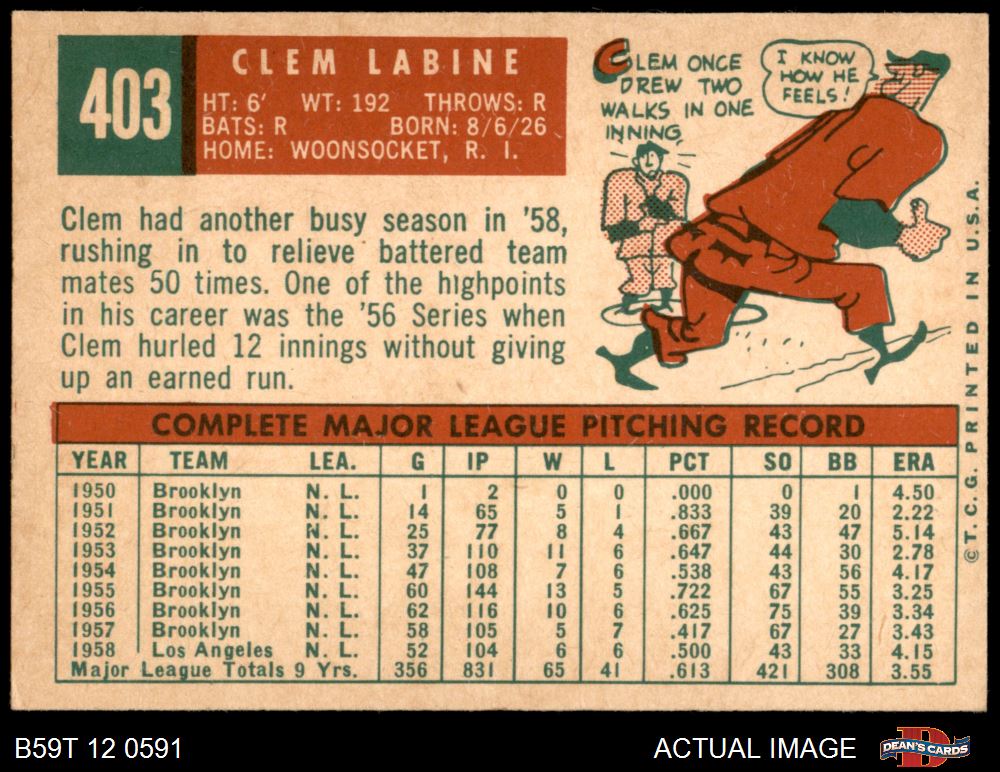 403
CLEM LABINE
HT: 6' WT: 192 THROWS: R
BATS: R BORN: 8/6/26
HOME: WOONSOCKET, R. I.
CLEM ONCE
DREW TWO
WALKS IN ONE
INNING
I KNOW
HOW HE
FEELS!
Clem had another busy season in '58,
rushing in to relieve battered team
mates 50 times. One of the highpoints
in his career was the '56 Series when
Clem hurled 12 innings without giving
up an earned run.
COMPLETE MAJOR LEAGUE PITCHING RECORD
YEAR TEAM LEA. G IP W L PCT SO BB ERA
1950 Brooklyn N. L. 1 2 0 0 .000 0 1 4.50
1951 Brooklyn N. L. 14 65 5 1 .833 39 20 2.22
1952 Brooklyn N. L. 25 77 8 4 .667 43 47 5.14
1953 Brooklyn N. L. 37 110 11 6 .647 44 30 2.78
1954 Brooklyn N. L. 47 108 7 6 .538 43 56 4.17
1955 Brooklyn N. L. 60 144 13 5 .722 67 55 3.25
1956 Brooklyn N. L. 62 116 10 6 .625 75 39 3.34
1957 Brooklyn N. L. 58 105 5 7 .417 67 27 3.43
1958 Los Angeles N. L. 52 104 6 6 .500 43 33 4.15
Major League Totals 9 Yrs. 356 831 65 41 .613 421 308 3.55
©T. C. G. PRINTED IN U.S.A.
B59T 12 0591
ACTUAL IMAGE
DEAN'S CARDS